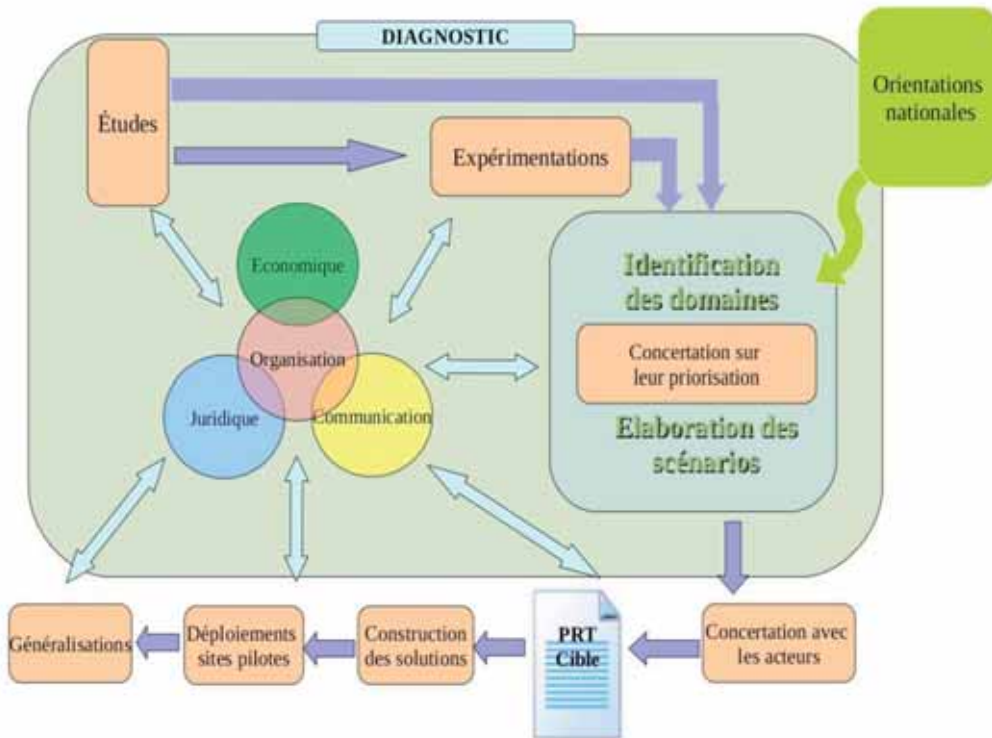 DIAGNOSTIC
Études
Expérimentations
Orientations
nationales
Economique
Organisation
Juridique
Communication
Identification
des domaines
Concertation sur
leur priorisation
Elaboration des
scénarios
Généralisations
Déploiements
sites pilotes
Construction
des solutions
PRT
Cible
Concertation avec
les acteurs